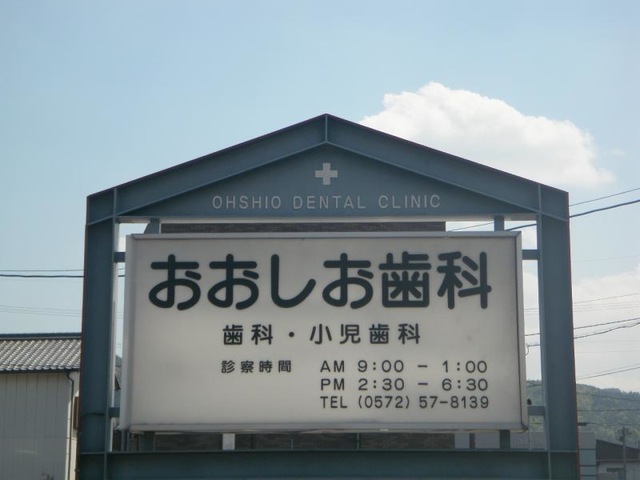 OHSHIO DENTAL CLINIC
おおしお歯科
歯科・小児歯科
診察時間 AM 9:00 - 1:00
PM 2:30 - 6:30
TEL (0572) 57-8139